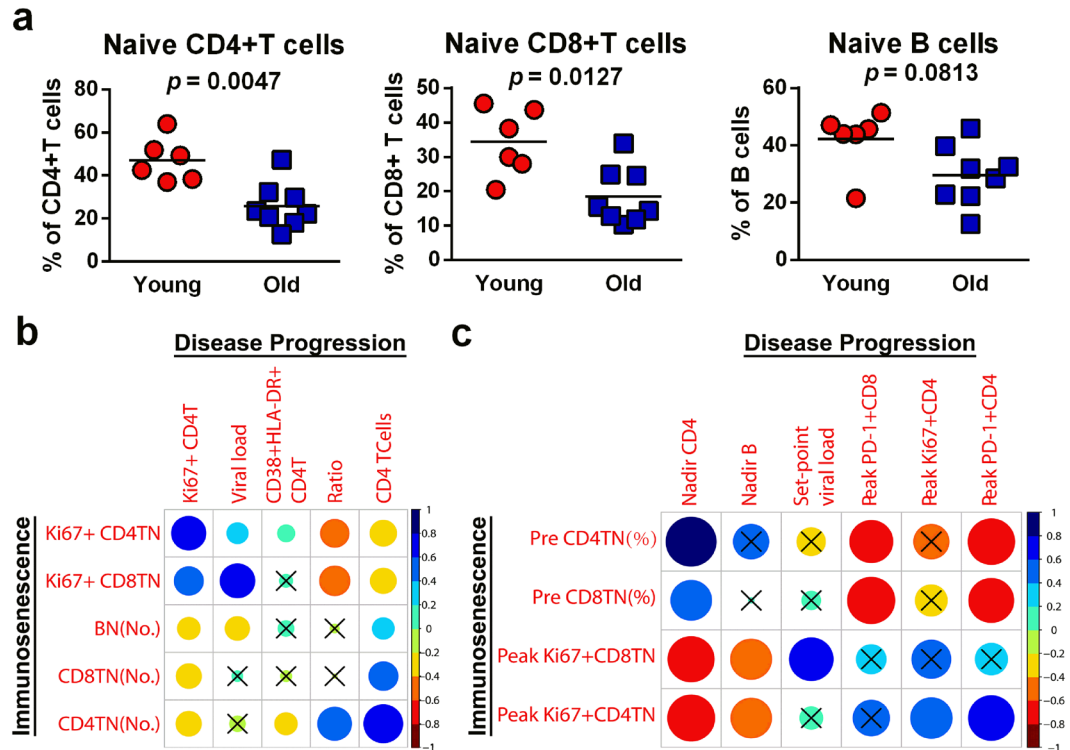 a
Naive CD4+T cells
p = 0.0047
% of CD4+T cells
80
60
40
20
0
Young
Old
Naive CD8+T cells
p = 0.0127
% of CD8+ T cells
50
40
30
20
10
0
Young
Old
Naive B cells
p = 0.0813
% of B cells
60
40
20
0
Young
Old
b
Disease Progression
Ki67+ CD4T
Viral load
CD38+HLA-DR+
CD4T
Ratio
CD4 TCells
Immunosenescence
Ki67+ CD4TN
Ki67+ CD8TN
BN(No.)
CD8TN(No.)
CD4TN(No.)
1
0.8
0.6
0.4
0.2
0
-0.2
-0.4
-0.6
-0.8
-1
c
Disease Progression
Nadir CD4
Nadir B
Set-point
viral load
Peak PD-1+CD8
Peak Ki67+CD4
Peak PD-1+CD4
Immunosenescence
Pre CD4TN(%)
Pre CD8TN(%)
Peak Ki67+CD8TN
Peak Ki67+CD4TN
1
0.8
0.6
0.4
0.2
0
-0.2
-0.4
-0.6
-0.8
-1